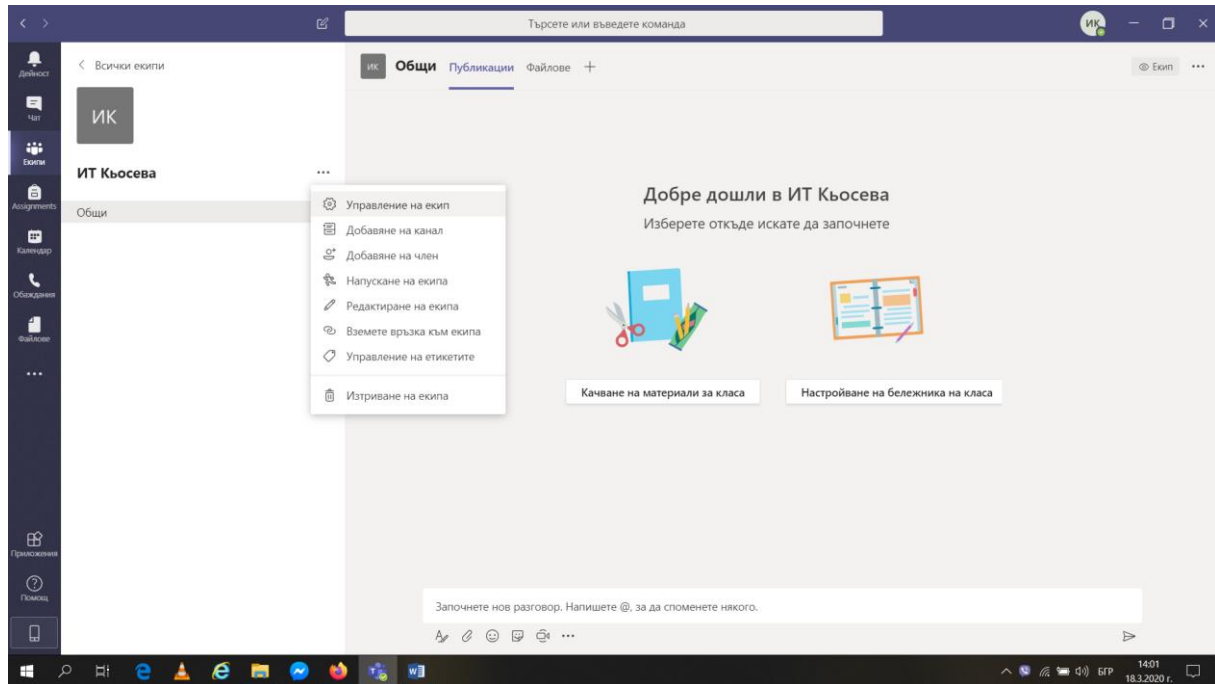 Търсете или въведете команда
ИК
Дейност
Чат
Екипи
Assignments
Календар
Обаждания
Файлове
Приложения
Помощ
Всички екипи
ИК
ИТ Кьосева
Общи
Управление на екип
Добавяне на канал
Добавяне на член
Напускане на екипа
Редактиране на екипа
Вземете връзка към екипа
Управление на етикетите
Изтриване на екипа
ИК Общи Публикации Файлове +
Екип
Добре дошли в ИТ Кьосева
Изберете откъде искате да започнете
Качване на материали за класа
Настройване на бележника на класа
Започнете нов разговор. Напишете @, за да споменете някого.
БГР
14:01
18.3.2020 г.